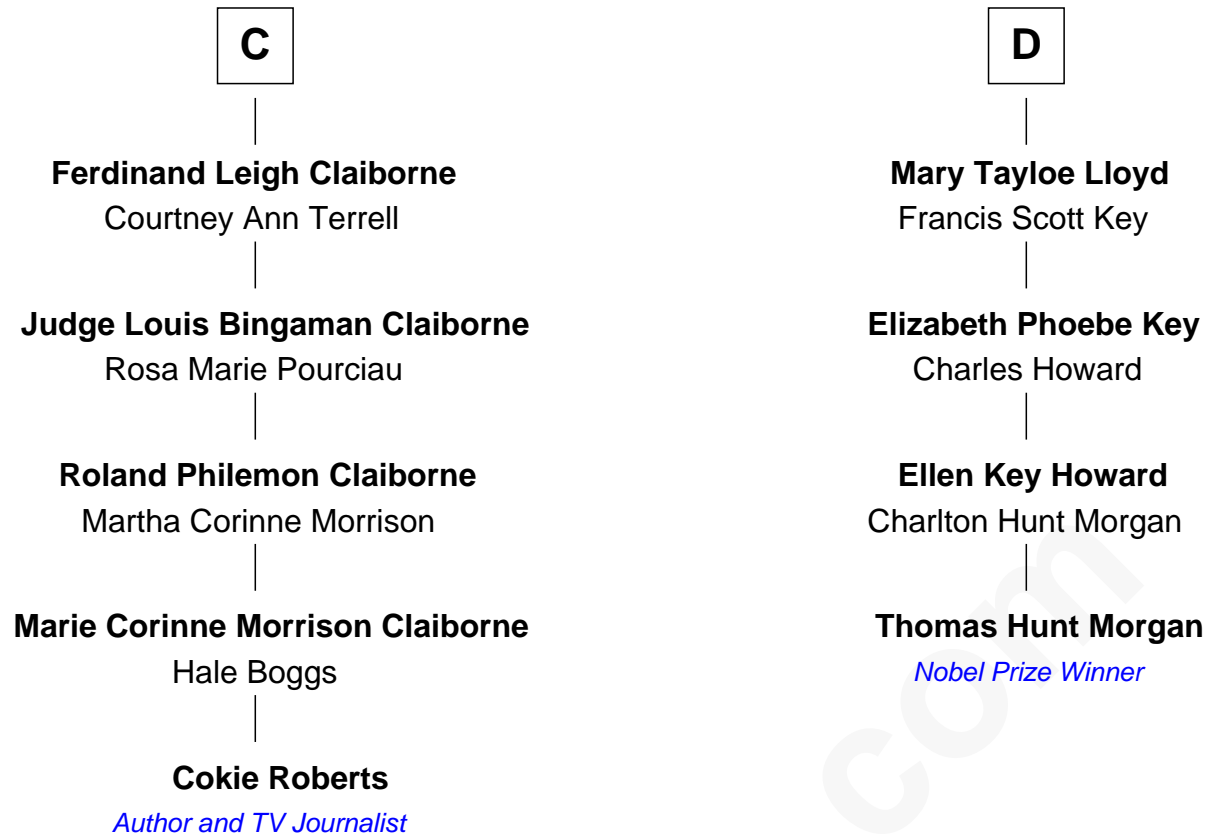 C
Ferdinand Leigh Claiborne
Courtney Ann Terrell
Judge Louis Bingaman Claiborne
Rosa Marie Pourciau
Roland Philemon Claiborne
Martha Corinne Morrison
Marie Corinne Morrison Claiborne
Hale Boggs
Cokie Roberts
Author and TV Journalist
D
Mary Tayloe Lloyd
Francis Scott Key
Elizabeth Phoebe Key
Charles Howard
Ellen Key Howard
Charlton Hunt Morgan
Thomas Hunt Morgan
Nobel Prize Winner
com